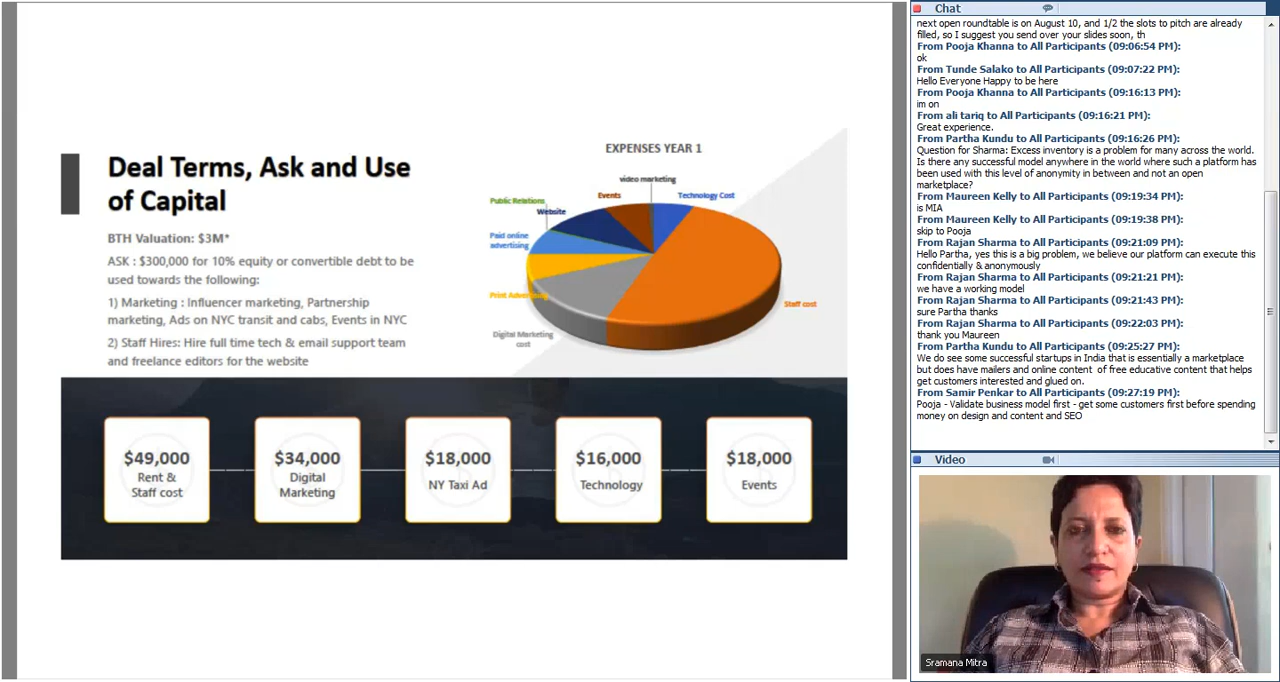 Deal Terms, Ask and Use
of Capital
BTH Valuation: $3M*
ASK : $300,000 for 10% equity or convertible debt to be
used towards the following:
1) Marketing : Influencer marketing, Partnership
marketing, Ads on NYC transit and cabs, Events in NYC
2) Staff Hires: Hire full time tech & email support team
and freelance editors for the website
EXPENSES YEAR 1
video marketing
Events
Technology Cost
Public Relations
Website
Paid online
advertising
Print Advertising
Staff cost
Digital Marketing
cost
$49,000
Rent &
Staff cost
$34,000
Digital
Marketing
$18,000
NY Taxi Ad
$16,000
Technology
$18,000
Events
Chat
next open roundtable is on August 10, and 1/2 the slots to pitch are already
filled, so I suggest you send over your slides soon, th
From Pooja Khanna to All Participants (09:06:54 PM):
ok
From Tunde Salako to All Participants (09:07:22 PM):
Hello Everyone Happy to be here
From Pooja Khanna to All Participants (09:16:13 PM):
im on
From ali tariq to All Participants (09:16:21 PM):
Great experience.
From Partha Kundu to All Participants (09:16:26 PM):
Question for Sharma: Excess inventory is a problem for many across the world.
Is there any successful model anywhere in the world where such a platform has
been used with this level of anonymity in between and not an open
marketplace?
From Maureen Kelly to All Participants (09:19:34 PM):
is MIA
From Maureen Kelly to All Participants (09:19:38 PM):
skip to Pooja
From Rajan Sharma to All Participants (09:21:09 PM):
Hello Partha, yes this is a big problem, we believe our platform can execute this
confidentially & anonymously
From Rajan Sharma to All Participants (09:21:21 PM):
we have a working model
From Rajan Sharma to All Participants (09:21:43 PM):
sure Partha thanks
From Rajan Sharma to All Participants (09:22:03 PM):
thank you Maureen
From Partha Kundu to All Participants (09:25:27 PM):
We do see some successful startups in India that is essentially a marketplace
but does have mailers and online content of free educative content that helps
get customers interested and glued on.
From Samir Penkar to All Participants (09:27:19 PM):
Pooja - Validate business model first - get some customers first before spending
money on design and content and SEO
Video
Sramana Mitra